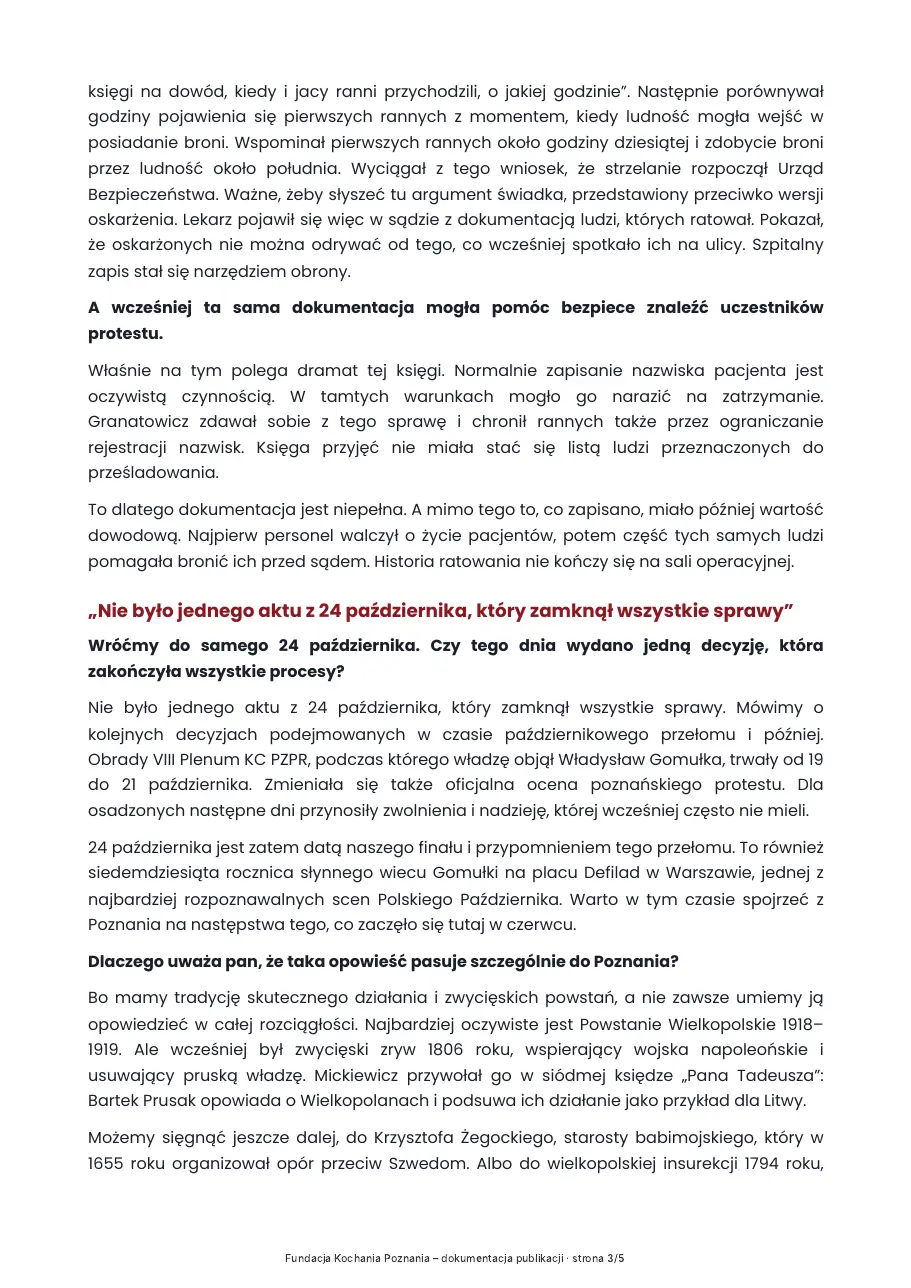 księgi na dowód, kiedy i jacy ranni przychodzili, o jakiej godzinie”. Następnie porównywał
godziny pojawienia się pierwszych rannych z momentem, kiedy ludność mogła wejść w
posiadanie broni. Wspominał pierwszych rannych około godziny dziesiątej i zdobycie broni
przez ludność około południa. Wyciągał z tego wniosek, że strzelanie rozpoczął Urząd
Bezpieczeństwa. Ważne, żeby słyszeć tu argument świadka, przedstawiony przeciwko wersji
oskarżenia. Lekarz pojawił się więc w sądzie z dokumentacją ludzi, których ratował. Pokazał,
że oskarżonych nie można odrywać od tego, co wcześniej spotkało ich na ulicy. Szpitalny
zapis stał się narzędziem obrony.
A wcześniej ta sama dokumentacja mogła pomóc bezpiece znaleźć uczestników
protestu.
Właśnie na tym polega dramat tej księgi. Normalnie zapisanie nazwiska pacjenta jest
oczywistą czynnością. W tamtych warunkach mogło go narazić na zatrzymanie.
Granatowicz zdawał sobie z tego sprawę i chronił rannych także przez ograniczanie
rejestracji nazwisk. Księga przyjęć nie miała stać się listą ludzi przeznaczonych do
prześladowania.
To dlatego dokumentacja jest niepełna. A mimo tego to, co zapisano, miało później wartość
dowodową. Najpierw personel walczył o życie pacjentów, potem część tych samych ludzi
pomagała bronić ich przed sądem. Historia ratowania nie kończy się na sali operacyjnej.
„Nie było jednego aktu z 24 października, który zamknął wszystkie sprawy”
Wróćmy do samego 24 października. Czy tego dnia wydano jedną decyzję, która
zakończyła wszystkie procesy?
Nie było jednego aktu z 24 października, który zamknął wszystkie sprawy. Mówimy o
kolejnych decyzjach podejmowanych w czasie październikowego przełomu i później.
Obrady VIII Plenum KC PZPR, podczas którego władzę objął Władysław Gomułka, trwały od 19
do 21 października. Zmieniała się także oficjalna ocena poznańskiego protestu. Dla
osadzonych następne dni przynosiły zwolnienia i nadzieję, której wcześniej często nie mieli.
24 października jest zatem datą naszego finału i przypomnieniem tego przełomu. To również
siedemdziesiąta rocznica słynnego wiecu Gomułki na placu Defilad w Warszawie, jednej z
najbardziej rozpoznawalnych scen Polskiego Października. Warto w tym czasie spojrzeć z
Poznania na następstwa tego, co zaczęło się tutaj w czerwcu.
Dlaczego uważa pan, że taka opowieść pasuje szczególnie do Poznania?
Bo mamy tradycję skutecznego działania i zwycięskich powstań, a nie zawsze umiemy ją
opowiedzieć w całej rozciągłości. Najbardziej oczywiste jest Powstanie Wielkopolskie 1918–
1919. Ale wcześniej był zwycięski zryw 1806 roku, wspierający wojska napoleońskie i
usuwający pruską władzę. Mickiewicz przywołał go w siódmej księdze „Pana Tadeusza”:
Bartek Prusak opowiada o Wielkopolanach i podsuwa ich działanie jako przykład dla Litwy.
Możemy sięgnąć jeszcze dalej, do Krzysztofa Żegockiego, starosty babimojskiego, który w
1655 roku organizował opór przeciw Szwedom. Albo do wielkopolskiej insurekcji 1794 roku,
Fundacja Kochania Poznania – dokumentacja publikacji · strona 3/5